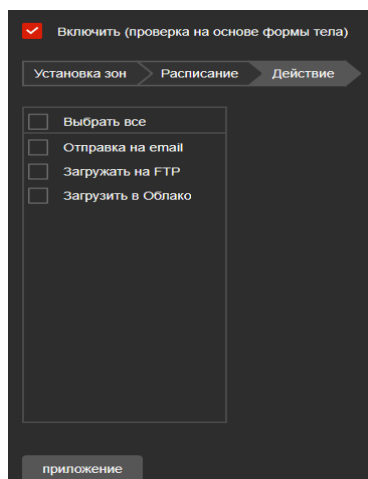 Включить (проверка на основе формы тела)
Установка зон Расписание Действие
Выбрать все
Отправка на email
Загружать на FTP
Загрузить в Облако
приложение